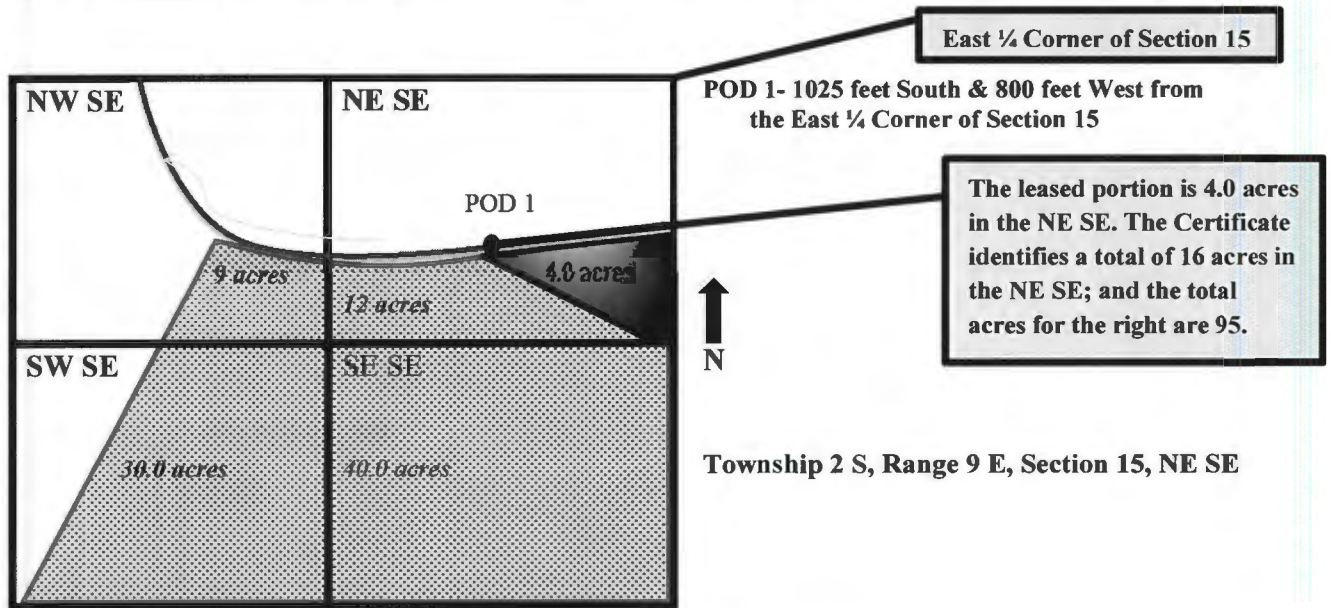 East ¼ Corner of Section 15
NW SE
NE SE
POD 1- 1025 feet South & 800 feet West from
the East ¼ Corner of Section 15
POD 1
The leased portion is 4.0 acres
in the NE SE. The Certificate
identifies a total of 16 acres in
the NE SE; and the total
acres for the right are 95.
9 acres
4.0 acres
12 acres
N
SW SE
SE SE
30.0 acres
40.0 acres
Township 2 S, Range 9 E, Section 15, NE SE